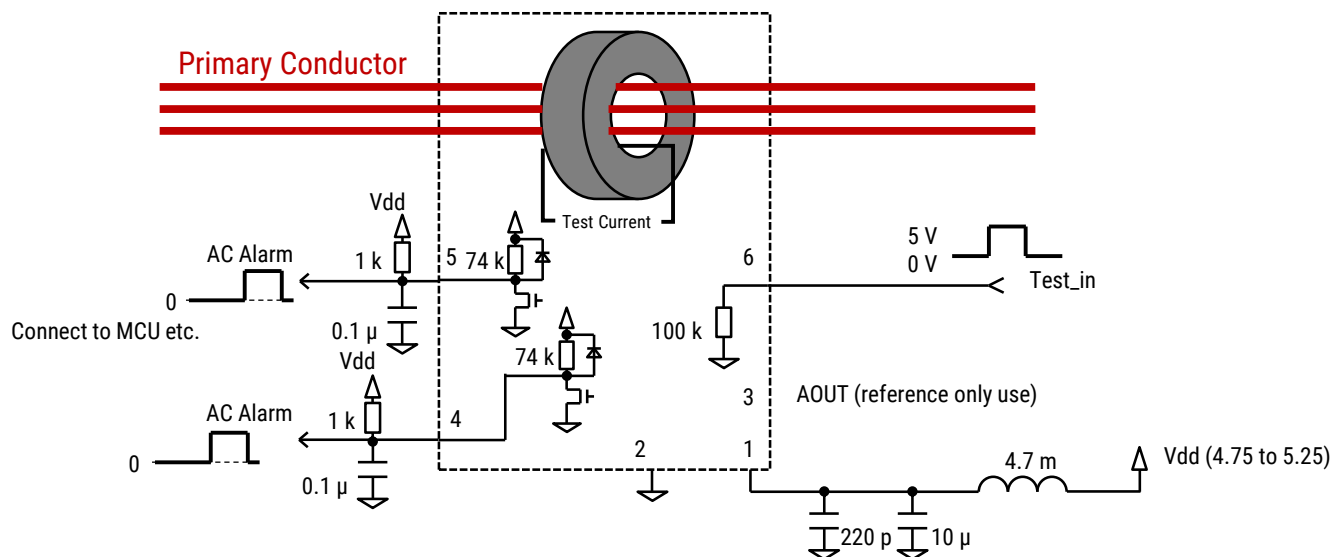 Primary Conductor
Test Current
Vdd
AC Alarm
1 k
5
74 k
6
5 V
0 V
Test_in
0
Connect to MCU etc.
0.1 µ
100 k
Vdd
74 k
AC Alarm
1 k
4
3
AOUT (reference only use)
0
0.1 µ
2
1
4.7 m
Vdd (4.75 to 5.25)
220 p
10 µ